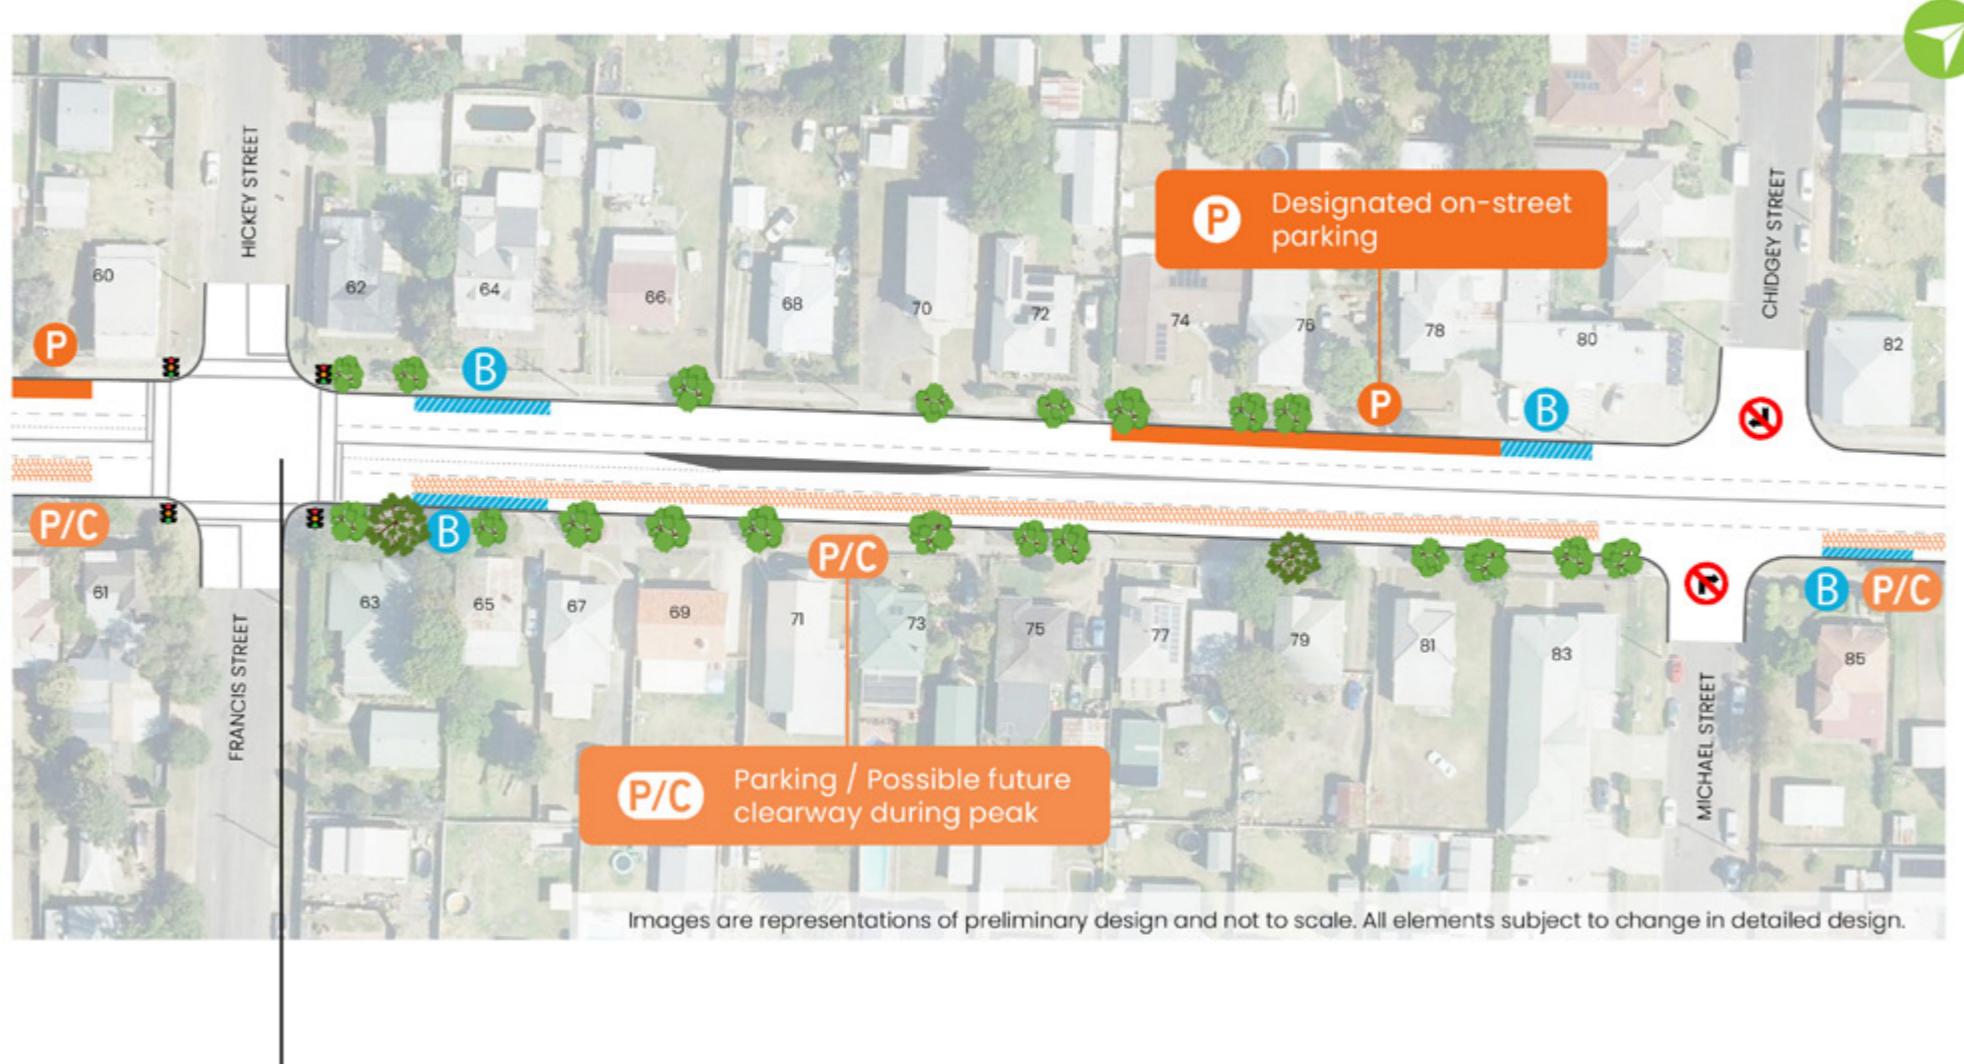 HICKEY STREET
CHIDGEY STREET
P Designated on-street
parking
60
62
64
66
68
70
72
74
76
78
80
82
P
B
P
B
P/C
B
P/C
B
P/C
61
63
65
67
69
71
73
75
77
79
81
83
85
FRANCIS STREET
MICHAEL STREET
P/C Parking / Possible future
clearway during peak
Images are representations of preliminary design and not to scale. All elements subject to change in detailed design.